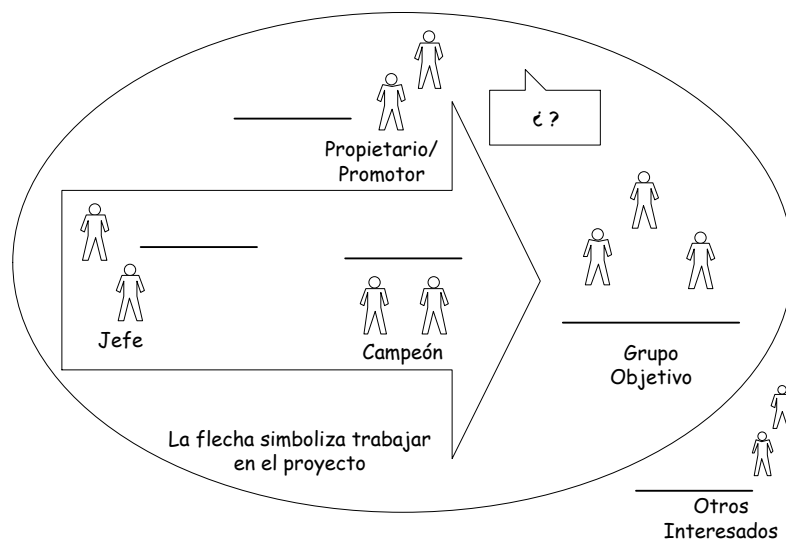 ¿ ?
Propietario/
Promotor
Jefe
Campeón
Grupo
Objetivo
La flecha simboliza trabajar
en el proyecto
Otros
Interesados